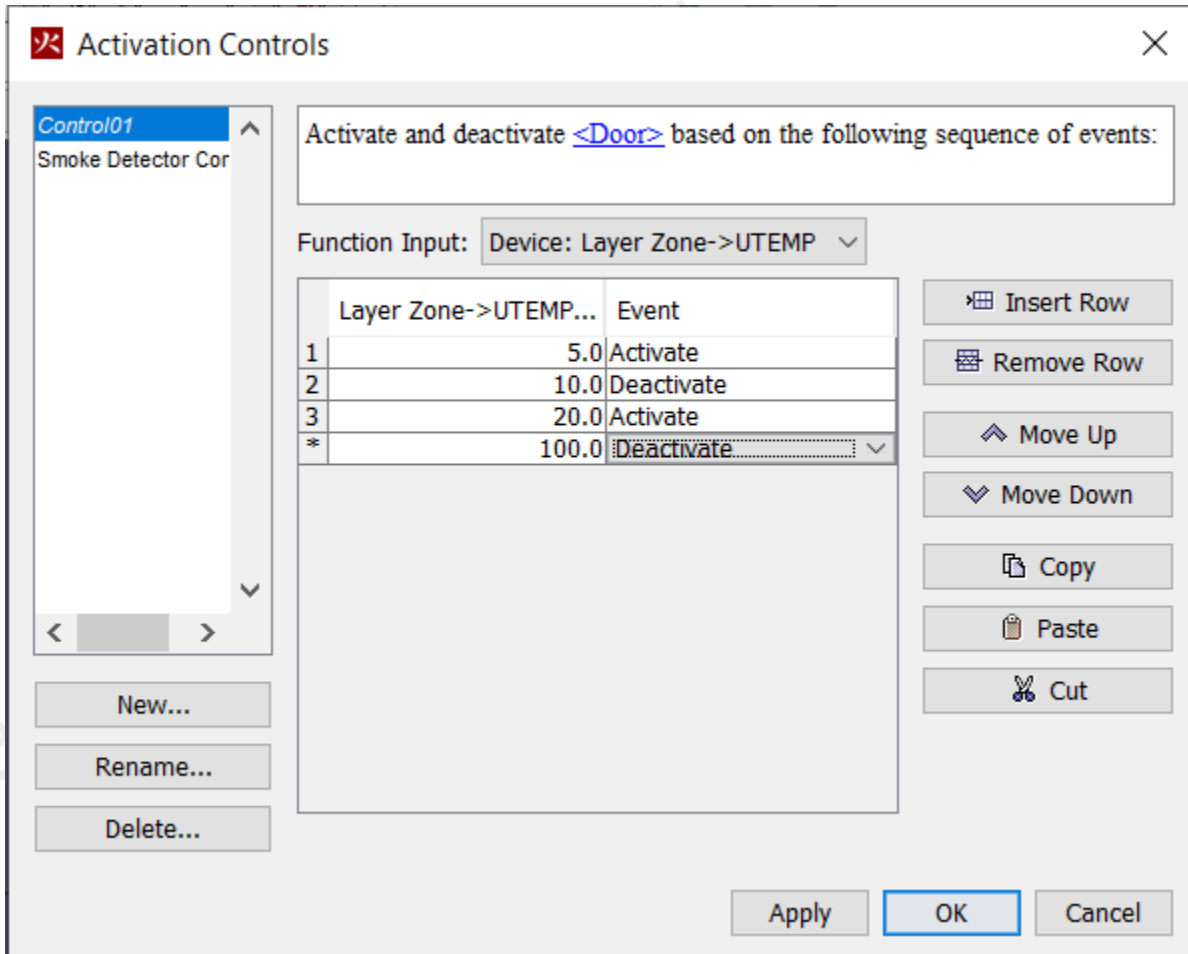 Activation Controls
Control01
Smoke Detector Cor
Activate and deactivate <Door> based on the following sequence of events:
Function Input: Device: Layer Zone->UTEMP
Layer Zone->UTEMP... Event
1 5.0 Activate
2 10.0 Deactivate
3 20.0 Activate
* 100.0 Deactivate
Insert Row
Remove Row
Move Up
Move Down
Copy
Paste
Cut
New...
Rename...
Delete...
Apply OK Cancel